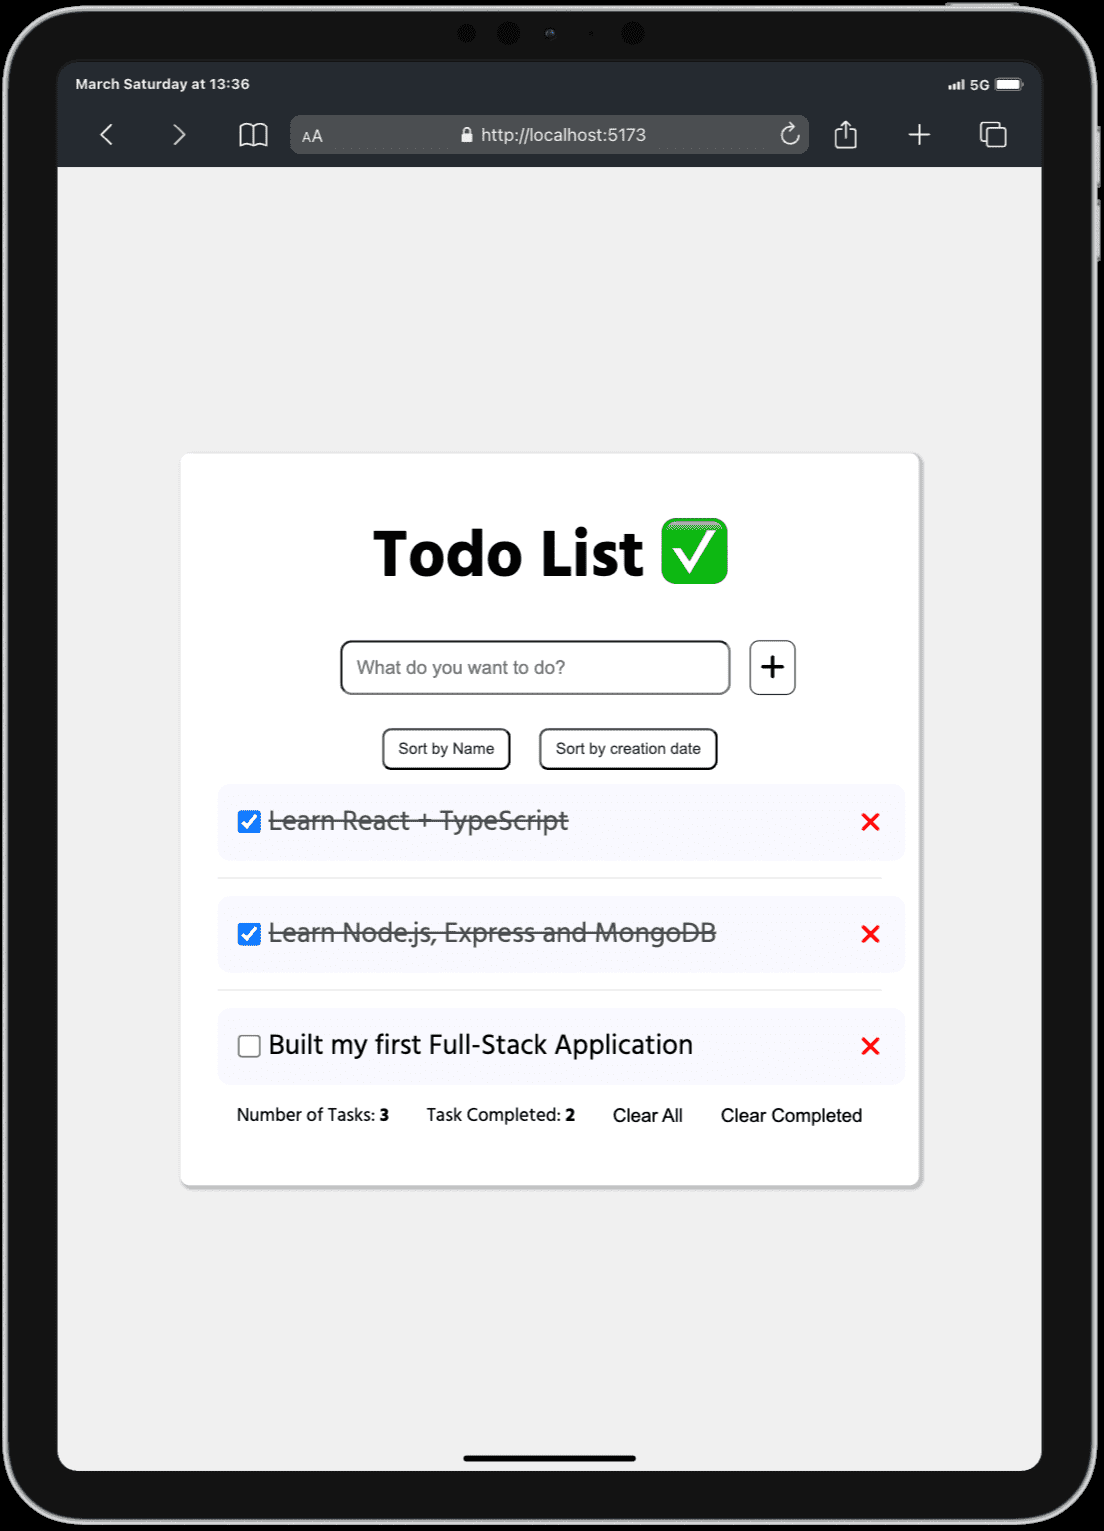 March Saturday at 13:36
5G
AA
http://localhost:5173
Todo List ✅
What do you want to do?
+
Sort by Name
Sort by creation date
Learn React + TypeScript
Learn Node.js, Express and MongoDB
Built my first Full-Stack Application
Number of Tasks: 3
Task Completed: 2
Clear All
Clear Completed